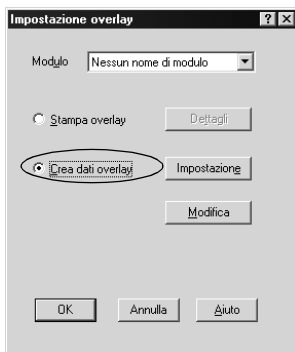 Impostazione overlay
Modulo Nessun nome di modulo
Stampa overlay Dettagli
Crea dati overlay Impostazione
Modifica
OK Annulla Aiuto